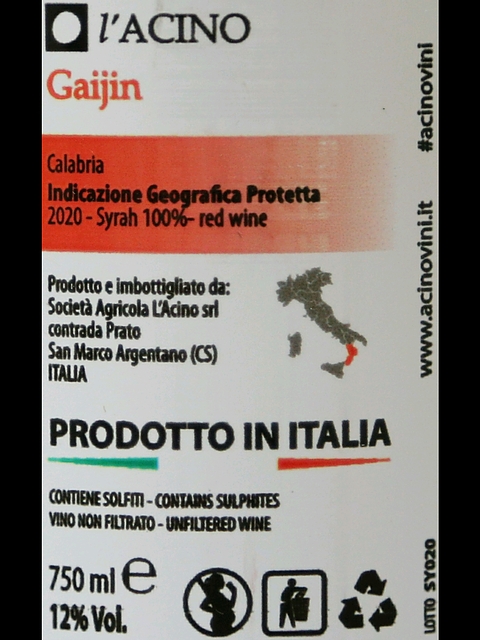 l'ACINO
Gaijin
Calabria
Indicazione Geografica Protetta
2020 - Syrah 100%- red wine
Prodotto e imbottigliato da:
Società Agricola L'Acino srl
contrada Prato
San Marco Argentano (CS)
ITALIA
PRODOTTO IN ITALIA
CONTIENE SOLFITI - CONTAINS SULPHITES
VINO NON FILTRATO - UNFILTERED WINE
750 ml e
12% Vol.
#acinovini
www.acinovini.it
LOTTO SY020